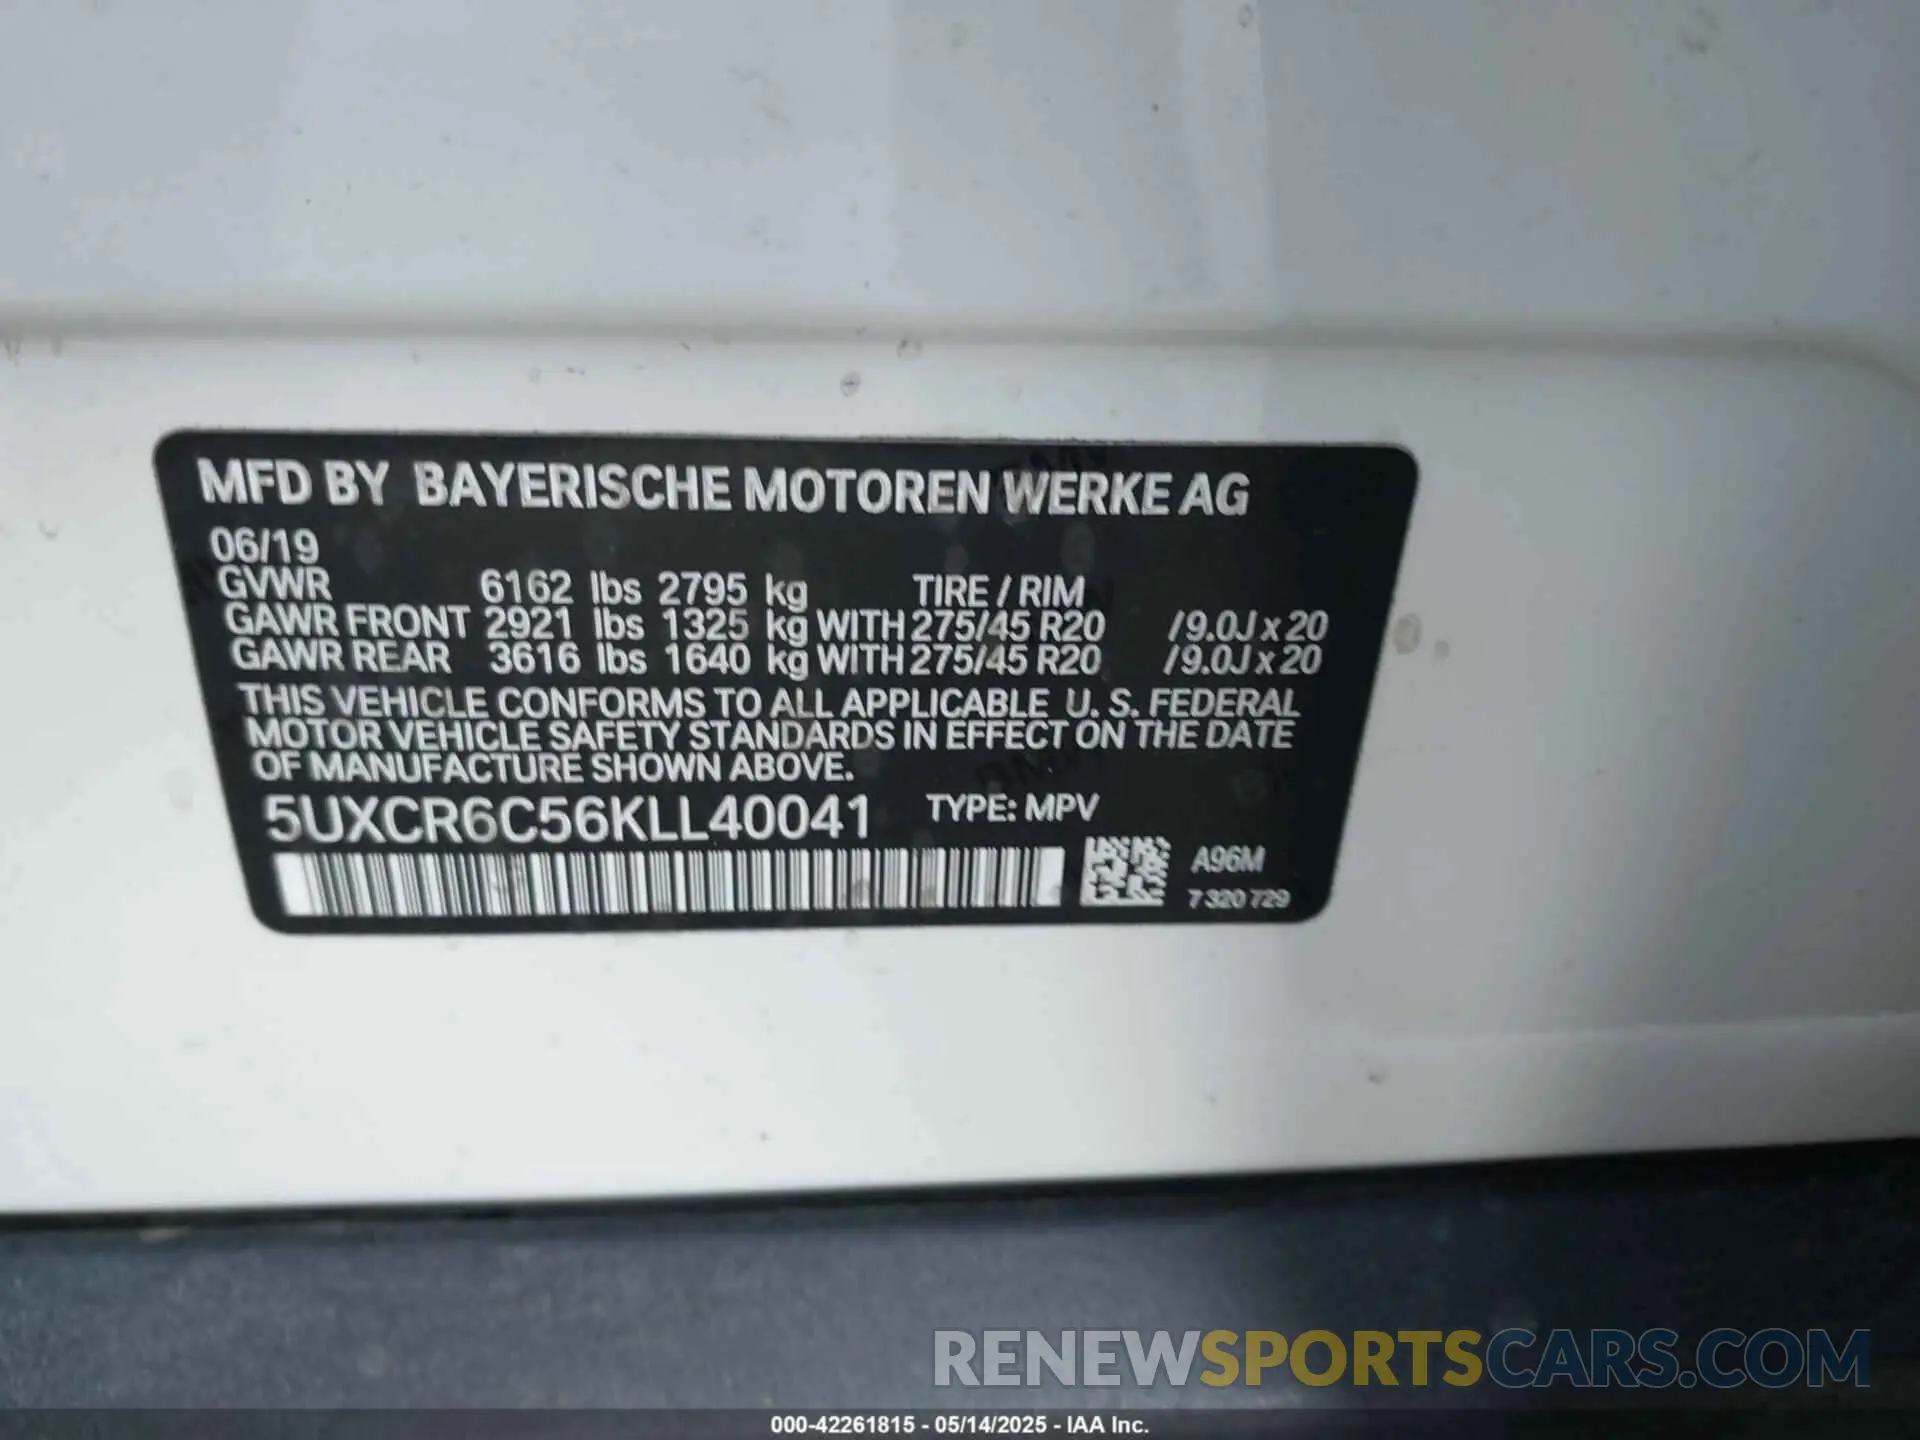 MFD BY BAYERISCHE MOTOREN WERKE AG
06/19
GVWR 6162 lbs 2795 kg TIRE / RIM
GAWR FRONT 2921 lbs 1325 kg WITH 275/45 R20 /9.0J x 20
GAWR REAR 3616 lbs 1640 kg WITH 275/45 R20 /9.0J x 20
THIS VEHICLE CONFORMS TO ALL APPLICABLE U. S. FEDERAL
MOTOR VEHICLE SAFETY STANDARDS IN EFFECT ON THE DATE
OF MANUFACTURE SHOWN ABOVE.
5UXCR6C56KLL40041 TYPE: MPV
A96M
7 320 729
RENEWSPORTSCARS.COM
000-42261815 - 05/14/2025 - IAA Inc.